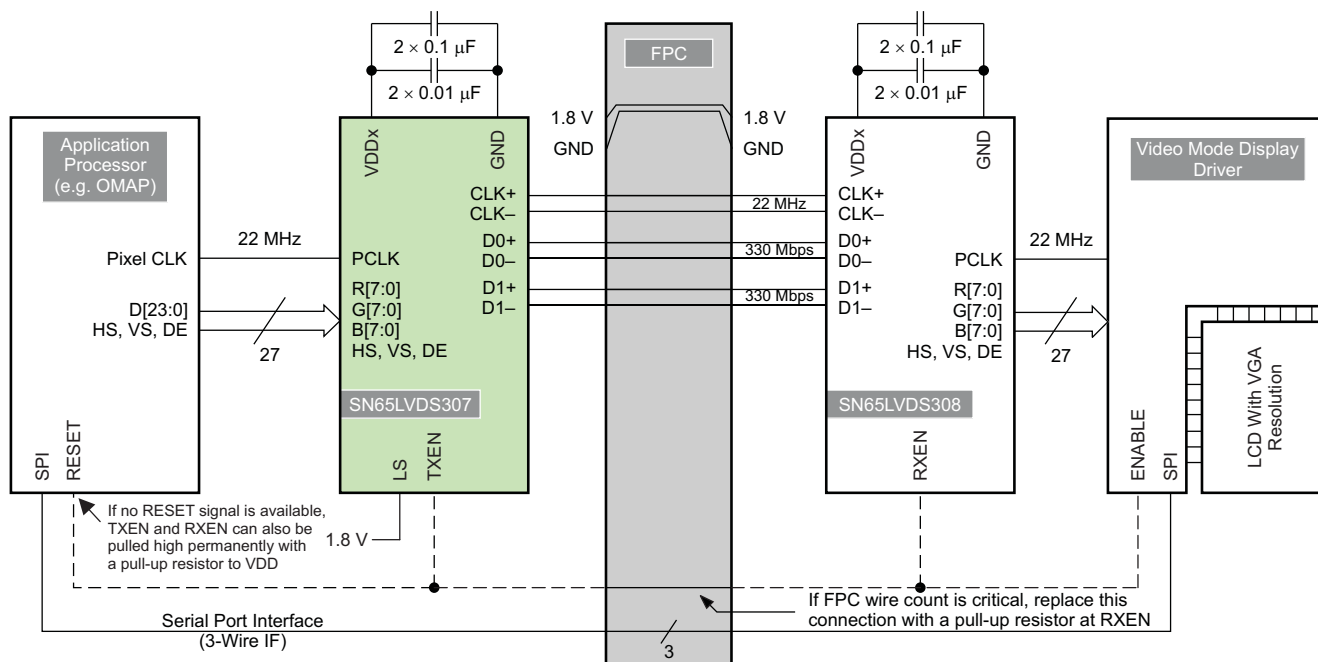 2 × 0.1 µF
2 × 0.01 µF
VDDx
GND
FPC
1.8 V
GND
1.8 V
GND
2 × 0.1 µF
2 × 0.01 µF
VDDx
GND
Application
Processor
(e.g. OMAP)
Pixel CLK
22 MHz
D[23:0]
HS, VS, DE
27
SPI
RESET
PCLK
R[7:0]
G[7:0]
B[7:0]
HS, VS, DE
CLK+
CLK–
D0+
D0–
D1+
D1–
SN65LVDS307
LS
TXEN
22 MHz
330 Mbps
330 Mbps
CLK+
CLK–
D0+
D0–
D1+
D1–
PCLK
R[7:0]
G[7:0]
B[7:0]
HS, VS, DE
SN65LVDS308
RXEN
22 MHz
27
Video Mode Display
Driver
ENABLE
SPI
LCD With VGA
Resolution
If no RESET signal is available,
TXEN and RXEN can also be
pulled high permanently with
a pull-up resistor to VDD
1.8 V
If FPC wire count is critical, replace this
connection with a pull-up resistor at RXEN
Serial Port Interface
(3-Wire IF)
3